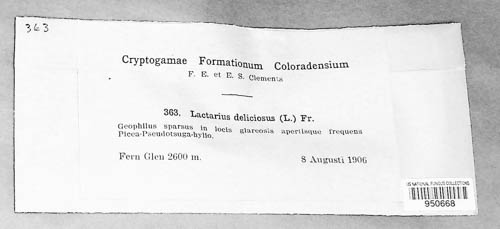 363
Cryptogamae Formationum Coloradensium
F. E. et E. S. Clements
363. Lactarius deliciosus (L.) Fr.
Geophilus sparsus in locis glareosis apertisque frequens
Picea-Pseudotsuga-hylio.
Fern Glen 2600 m. 8 Augusti 1906
US NATIONAL FUNGUS COLLECTIONS
950668